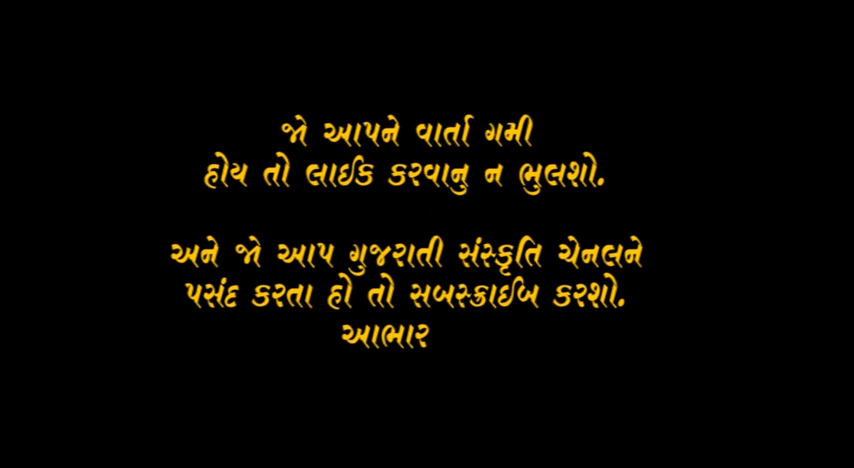 જો આપને વાર્તા ગમી
હોય તો લાઈક કરવાનુ ન ભુલશો.
અને જો આપ ગુજરાતી સંસ્કૃતિ ચેનલને
પસંદ કરતા હો તો સબસ્ક્રાઈબ કરશો.
આભાર